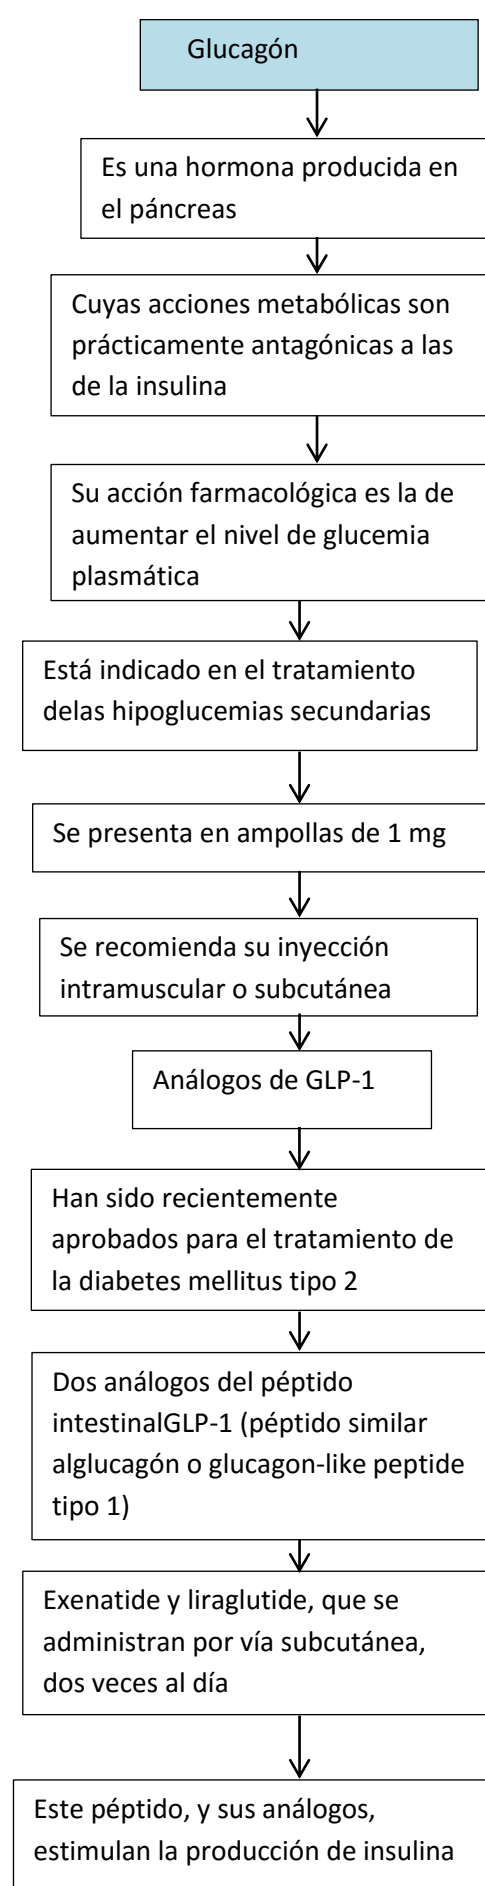 Glucagón
Es una hormona producida en
el páncreas
Cuyas acciones metabólicas son
prácticamente antagónicas a las
de la insulina
Su acción farmacológica es la de
aumentar el nivel de glucemia
plasmática
Está indicado en el tratamiento
delas hipoglucemias secundarias
Se presenta en ampollas de 1 mg
Se recomienda su inyección
intramuscular o subcutánea
Análogos de GLP-1
Han sido recientemente
aprobados para el tratamiento de
la diabetes mellitus tipo 2
Dos análogos del péptido
intestinalGLP-1 (péptido similar
alglucagón o glucagon-like peptide
tipo 1)
Exenatide y liraglutide, que se
administran por vía subcutánea,
dos veces al día
Este péptido, y sus análogos,
estimulan la producción de insulina